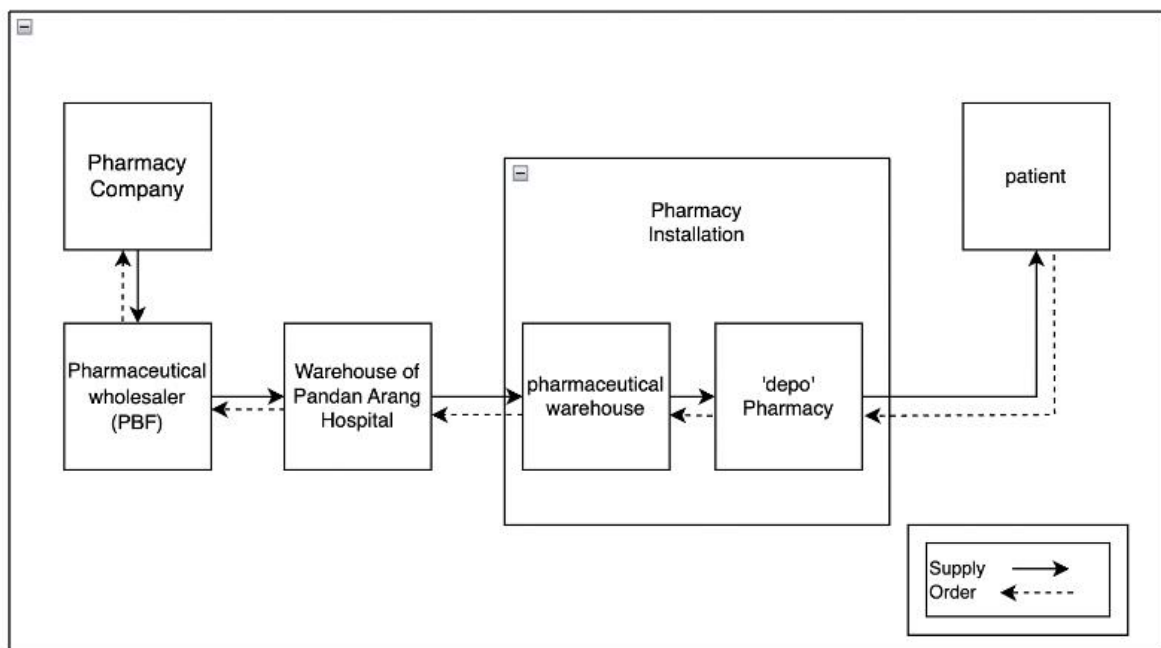 Pharmacy
Company
patient
Pharmacy
Installation
Pharmaceutical
wholesaler
(PBF)
Warehouse of
Pandan Arang
Hospital
pharmaceutical
warehouse
'depo'
Pharmacy
Supply
Order